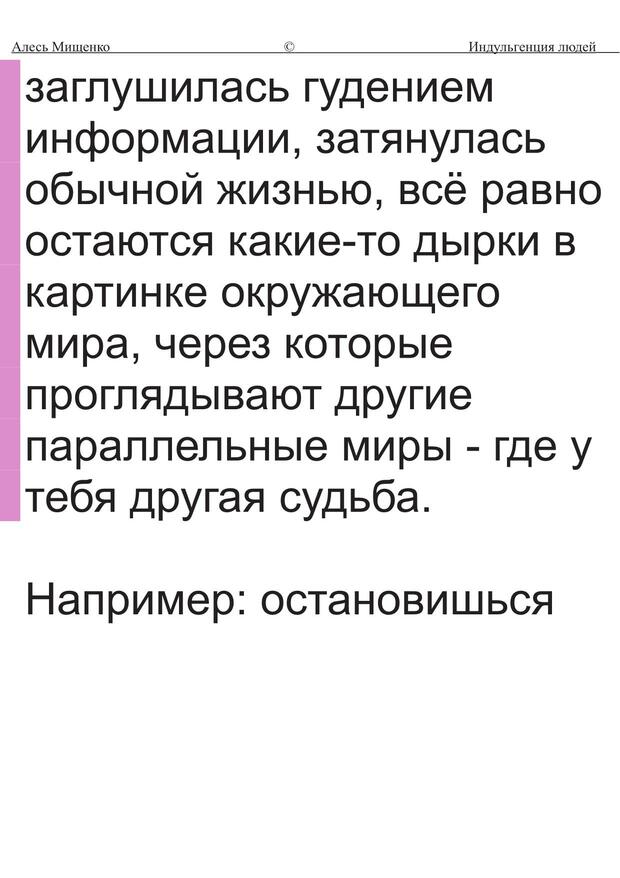 Алесь Мищенко © Индульгенция людей
заглушилась гудением
информации, затянулась
обычной жизнью, всё равно
остаются какие-то дырки в
картинке окружающего
мира, через которые
проглядывают другие
параллельные миры - где у
тебя другая судьба.
Например: остановишься